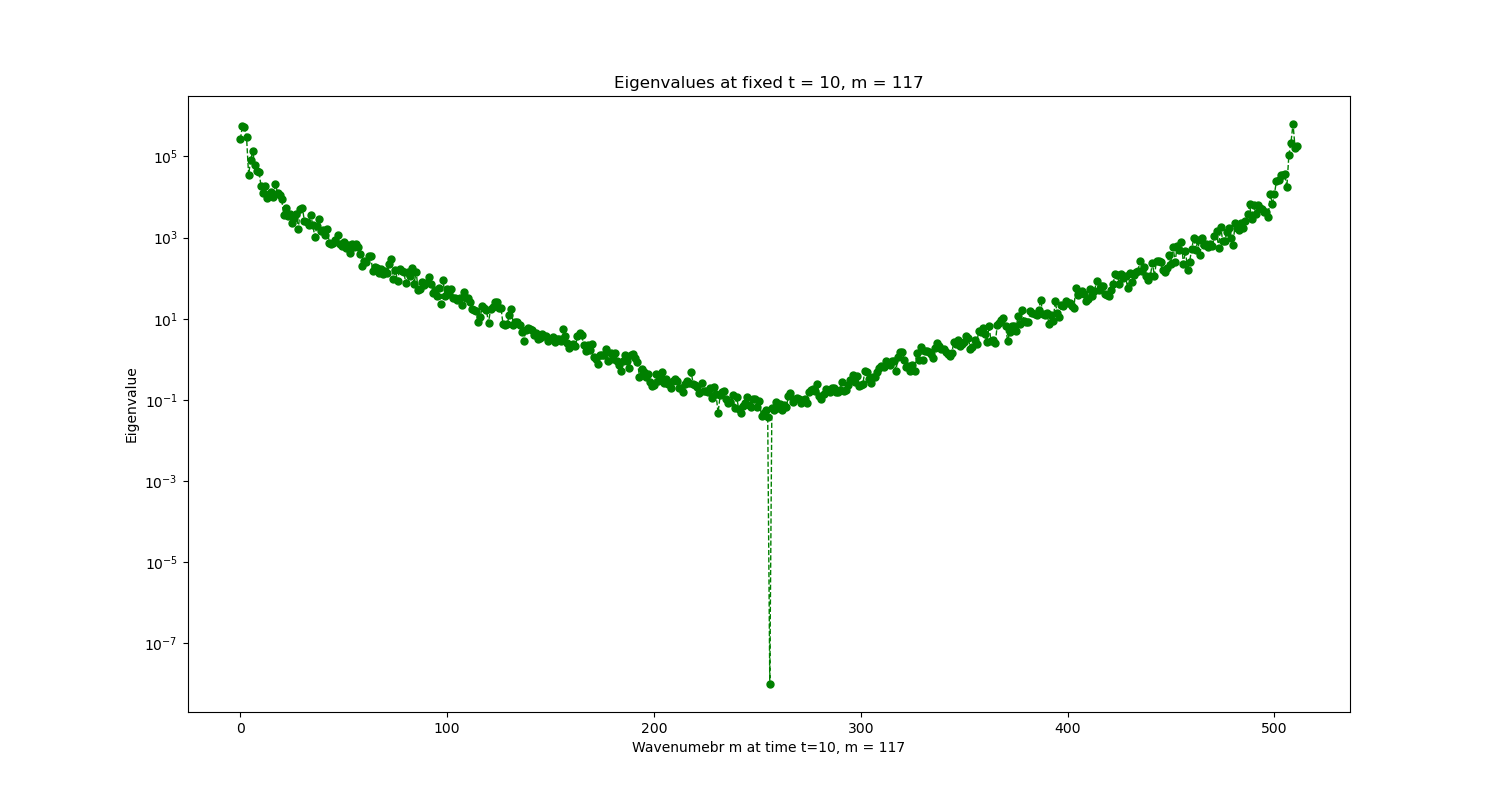 Eigenvalues at fixed t = 10, m = 117
Eigenvalue
10^5
10^3
10^1
10^−1
10^−3
10^−5
10^−7
0 100 200 300 400 500
Wavenumebr m at time t=10, m = 117